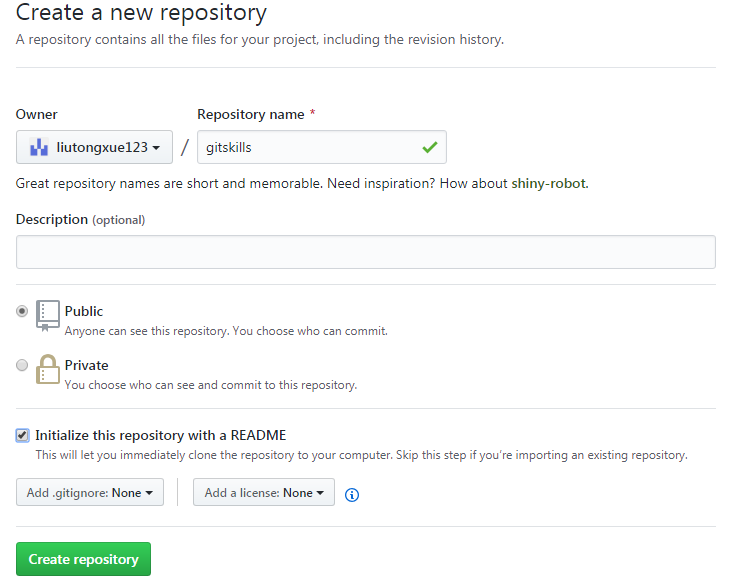 Create a new repository
A repository contains all the files for your project, including the revision history.
Owner
Repository name *
liutongxue123 / gitskills
Great repository names are short and memorable. Need inspiration? How about shiny-robot.
Description (optional)
Public
Anyone can see this repository. You choose who can commit.
Private
You choose who can see and commit to this repository.
Initialize this repository with a README
This will let you immediately clone the repository to your computer. Skip this step if you're importing an existing repository.
Add .gitignore: None
Add a license: None
Create repository